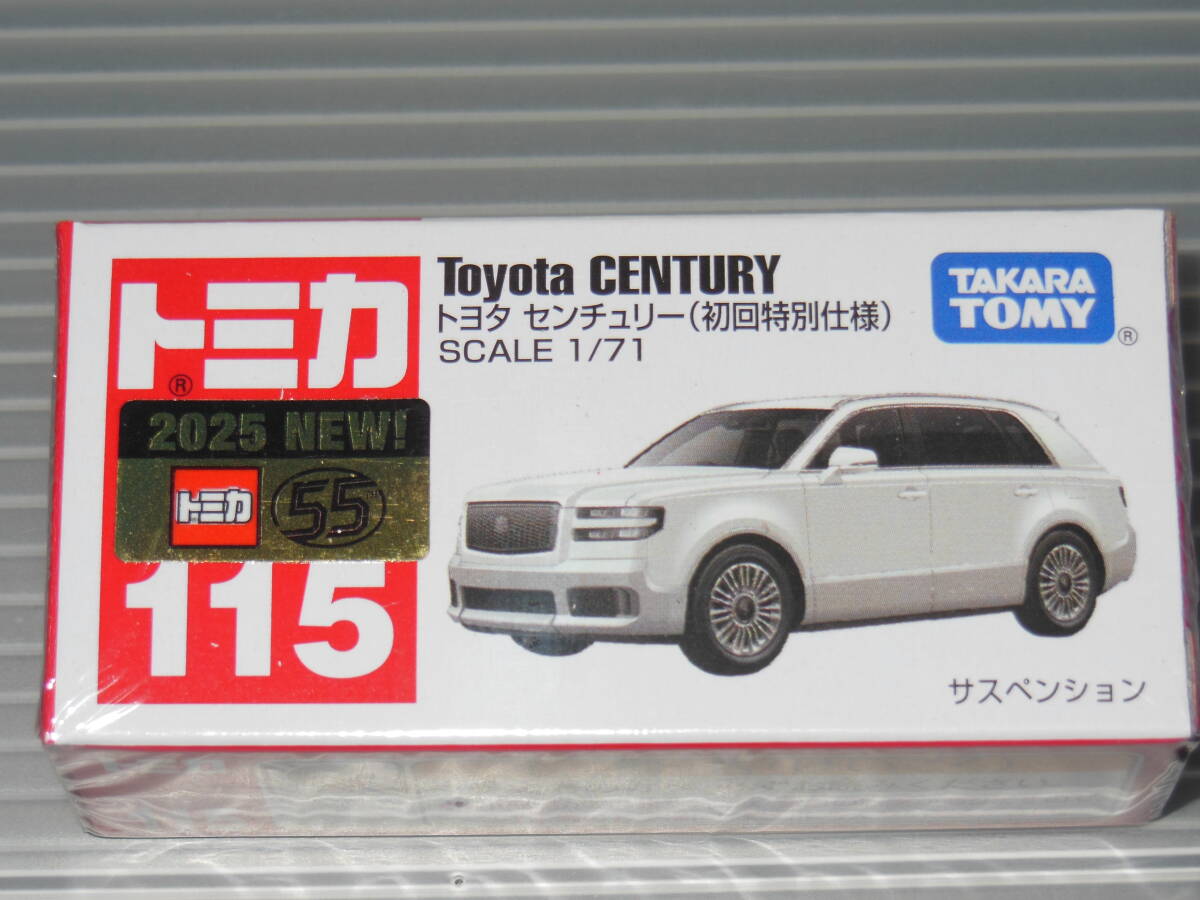 トミカ
®
2025 NEW!
トミカ
55
115
Toyota CENTURY
トヨタ センチュリー(初回特別仕様)
SCALE 1/71
TAKARA
TOMY
®
サスペンション